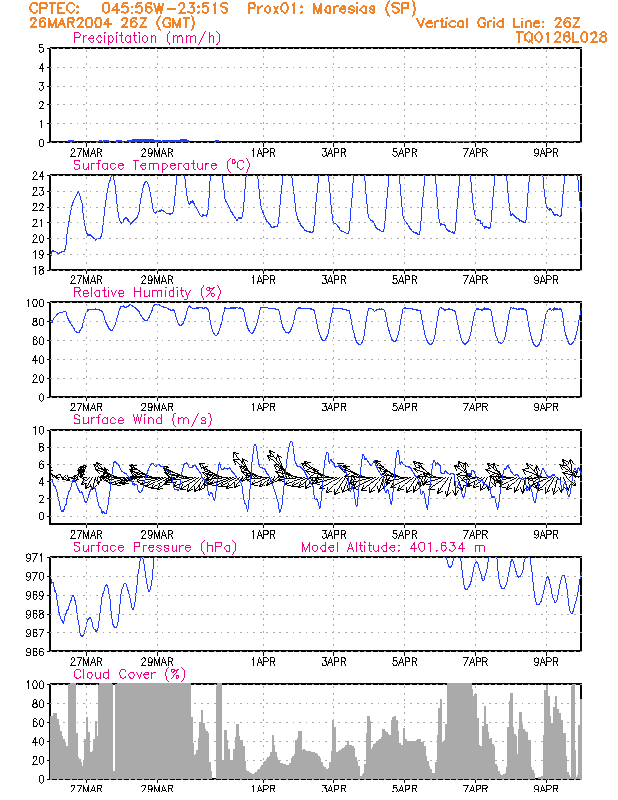 CPTEC: 045:56W-23:51S Prox01: Maresias (SP)
26MAR2004 26Z (GMT) Vertical Grid Line: 26Z
Precipitation (mm/h) TQ0126L028
5
4
3
2
1
0
27MAR 29MAR 1APR 3APR 5APR 7APR 9APR
Surface Temperature (ºC)
24
23
22
21
20
19
18
27MAR 29MAR 1APR 3APR 5APR 7APR 9APR
Relative Humidity (%)
100
80
60
40
20
0
27MAR 29MAR 1APR 3APR 5APR 7APR 9APR
Surface Wind (m/s)
10
8
6
4
2
0
27MAR 29MAR 1APR 3APR 5APR 7APR 9APR
Surface Pressure (hPa) Model Altitude: 401.634 m
971
970
969
968
967
966
27MAR 29MAR 1APR 3APR 5APR 7APR 9APR
Cloud Cover (%)
100
80
60
40
20
0
27MAR 29MAR 1APR 3APR 5APR 7APR 9APR